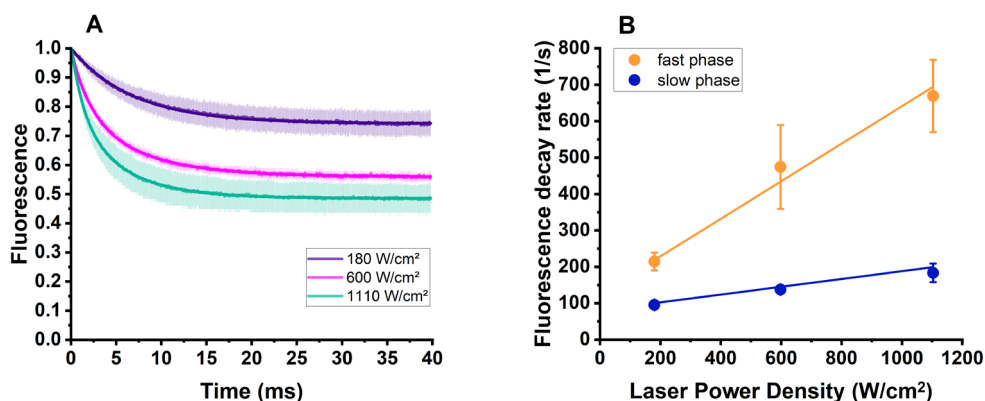 A
Fluorescence
1.0
0.9
0.8
0.7
0.6
0.5
0.4
0.3
0.2
0.1
0.0
180 W/cm²
600 W/cm²
1110 W/cm²
0 5 10 15 20 25 30 35 40
Time (ms)
B
Fluorescence decay rate (1/s)
800
700
600
500
400
300
200
100
0
fast phase
slow phase
0 200 400 600 800 1000 1200
Laser Power Density (W/cm²)